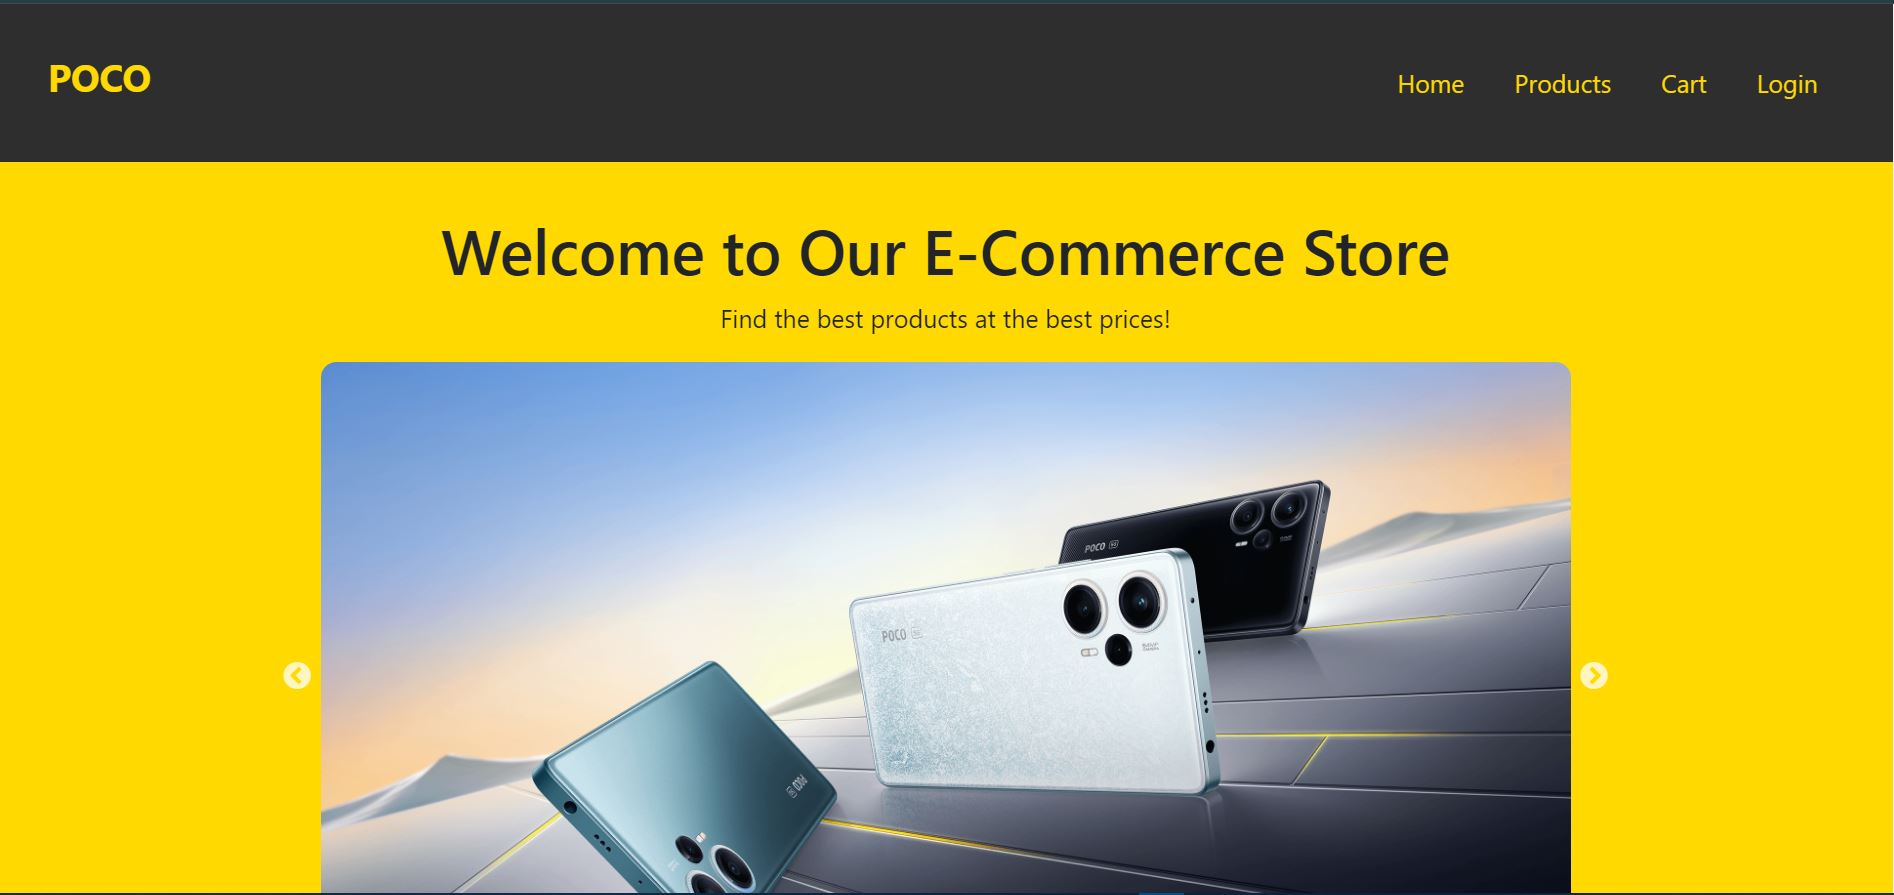 POCO
Home Products Cart Login
Welcome to Our E-Commerce Store
Find the best products at the best prices!
POCO 5G
POCO
POCO